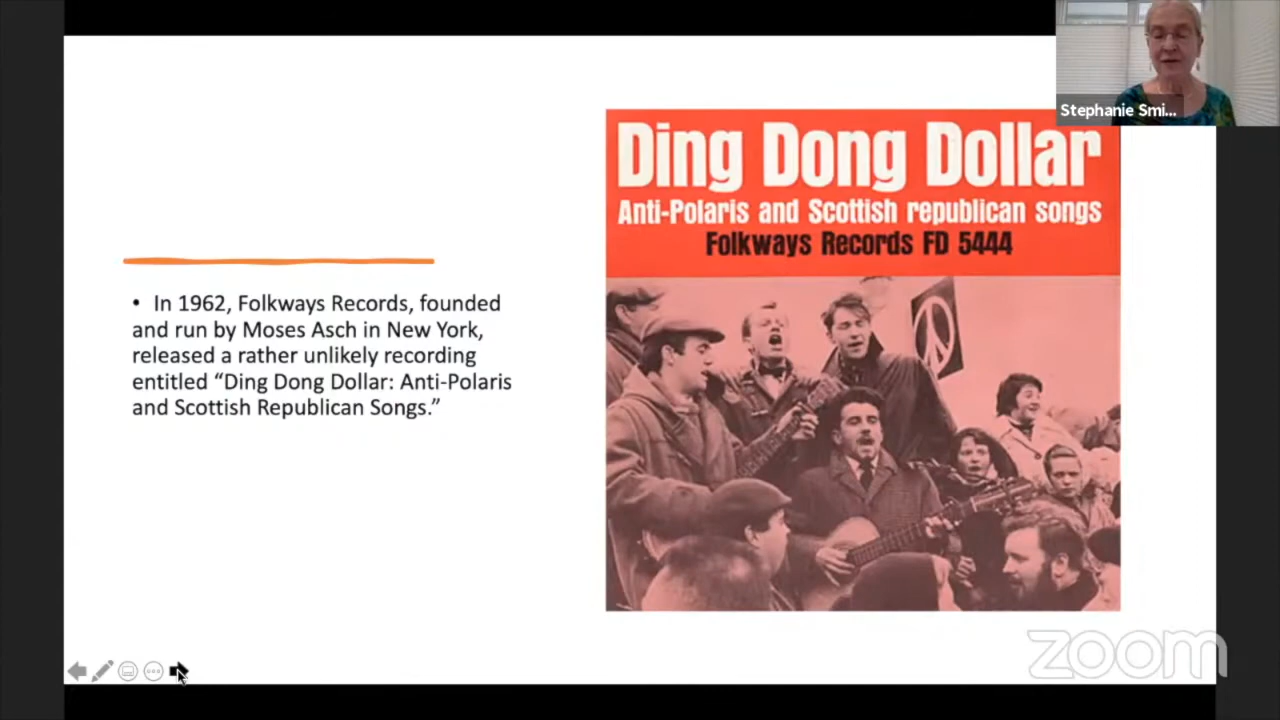 Stephanie Smi...
Ding Dong Dollar
Anti-Polaris and Scottish republican songs
Folkways Records FD 5444
• In 1962, Folkways Records, founded
and run by Moses Asch in New York,
released a rather unlikely recording
entitled “Ding Dong Dollar: Anti-Polaris
and Scottish Republican Songs.”
zoom